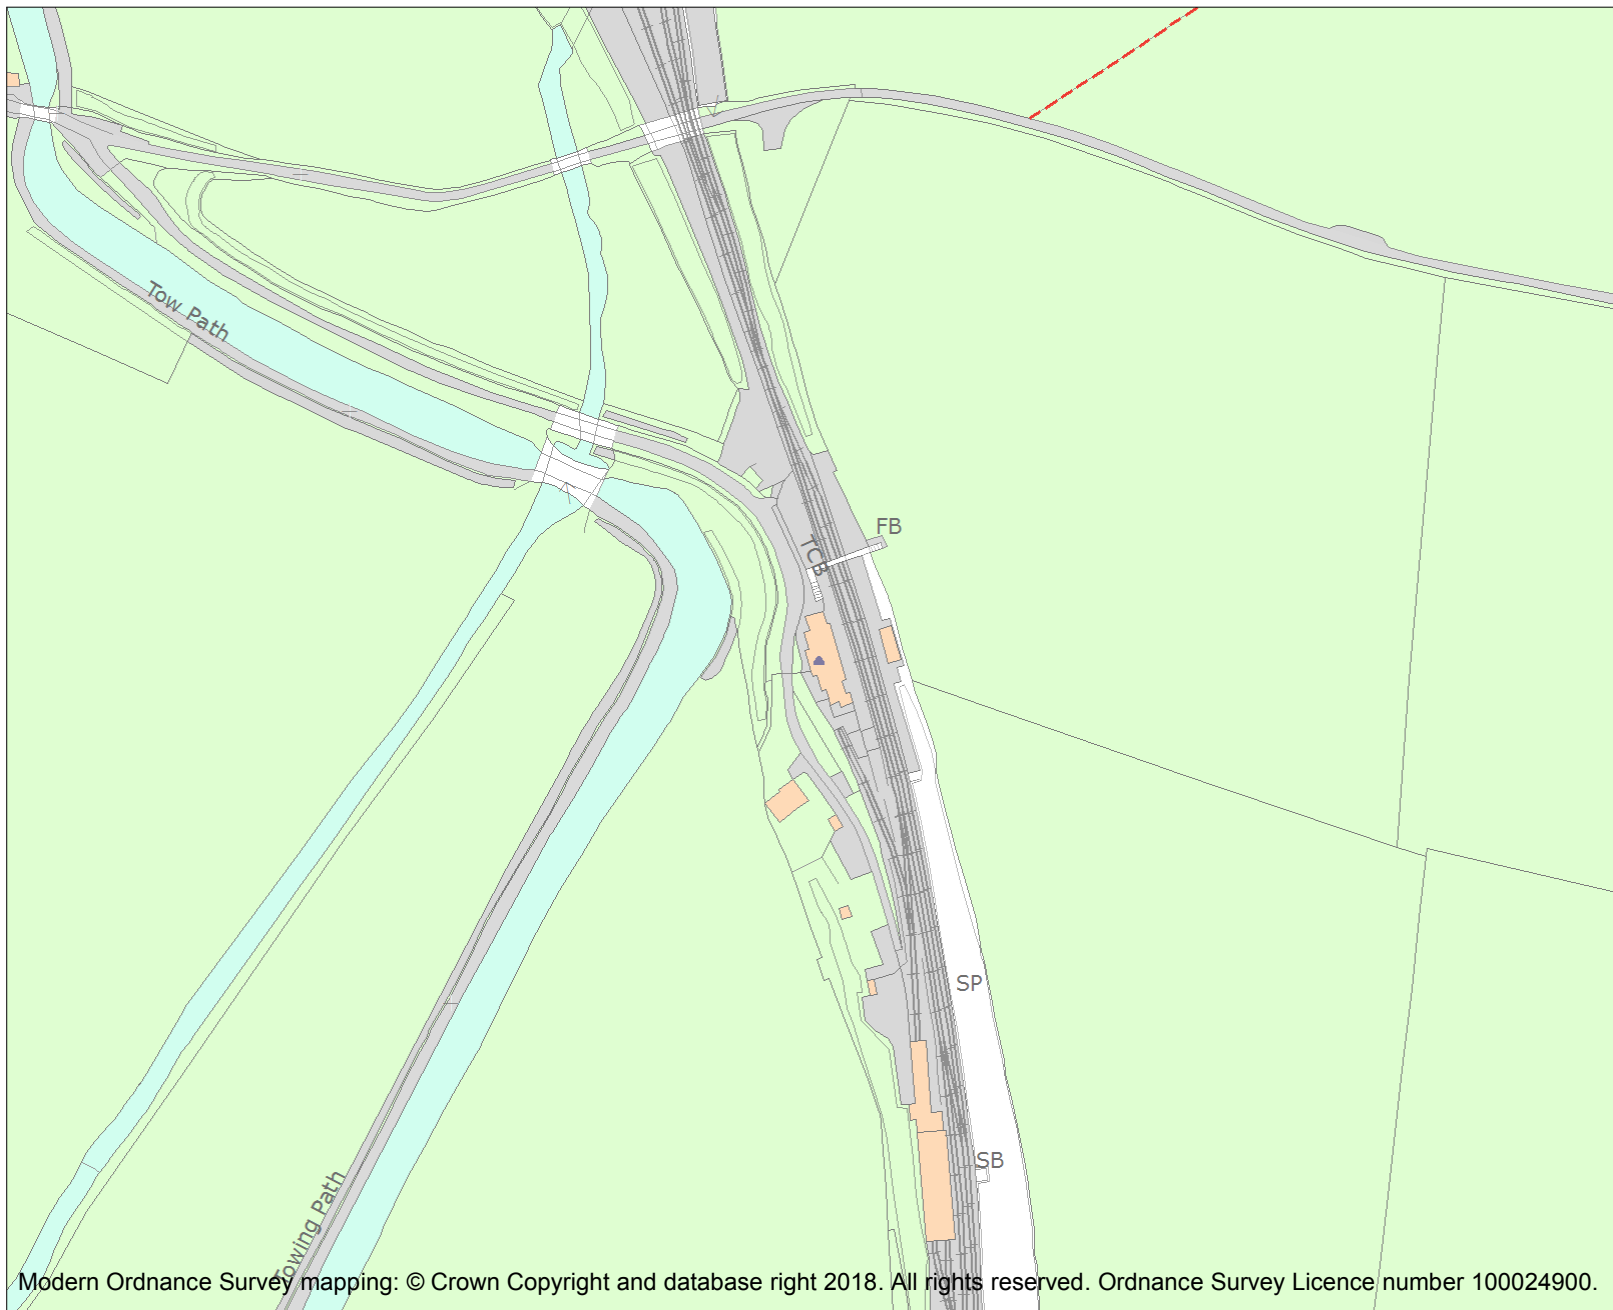 Tow Path
FB
TCB
SP
SB
Towing Path
Modern Ordnance Survey mapping: © Crown Copyright and database right 2018. All rights reserved. Ordnance Survey Licence number 100024900.